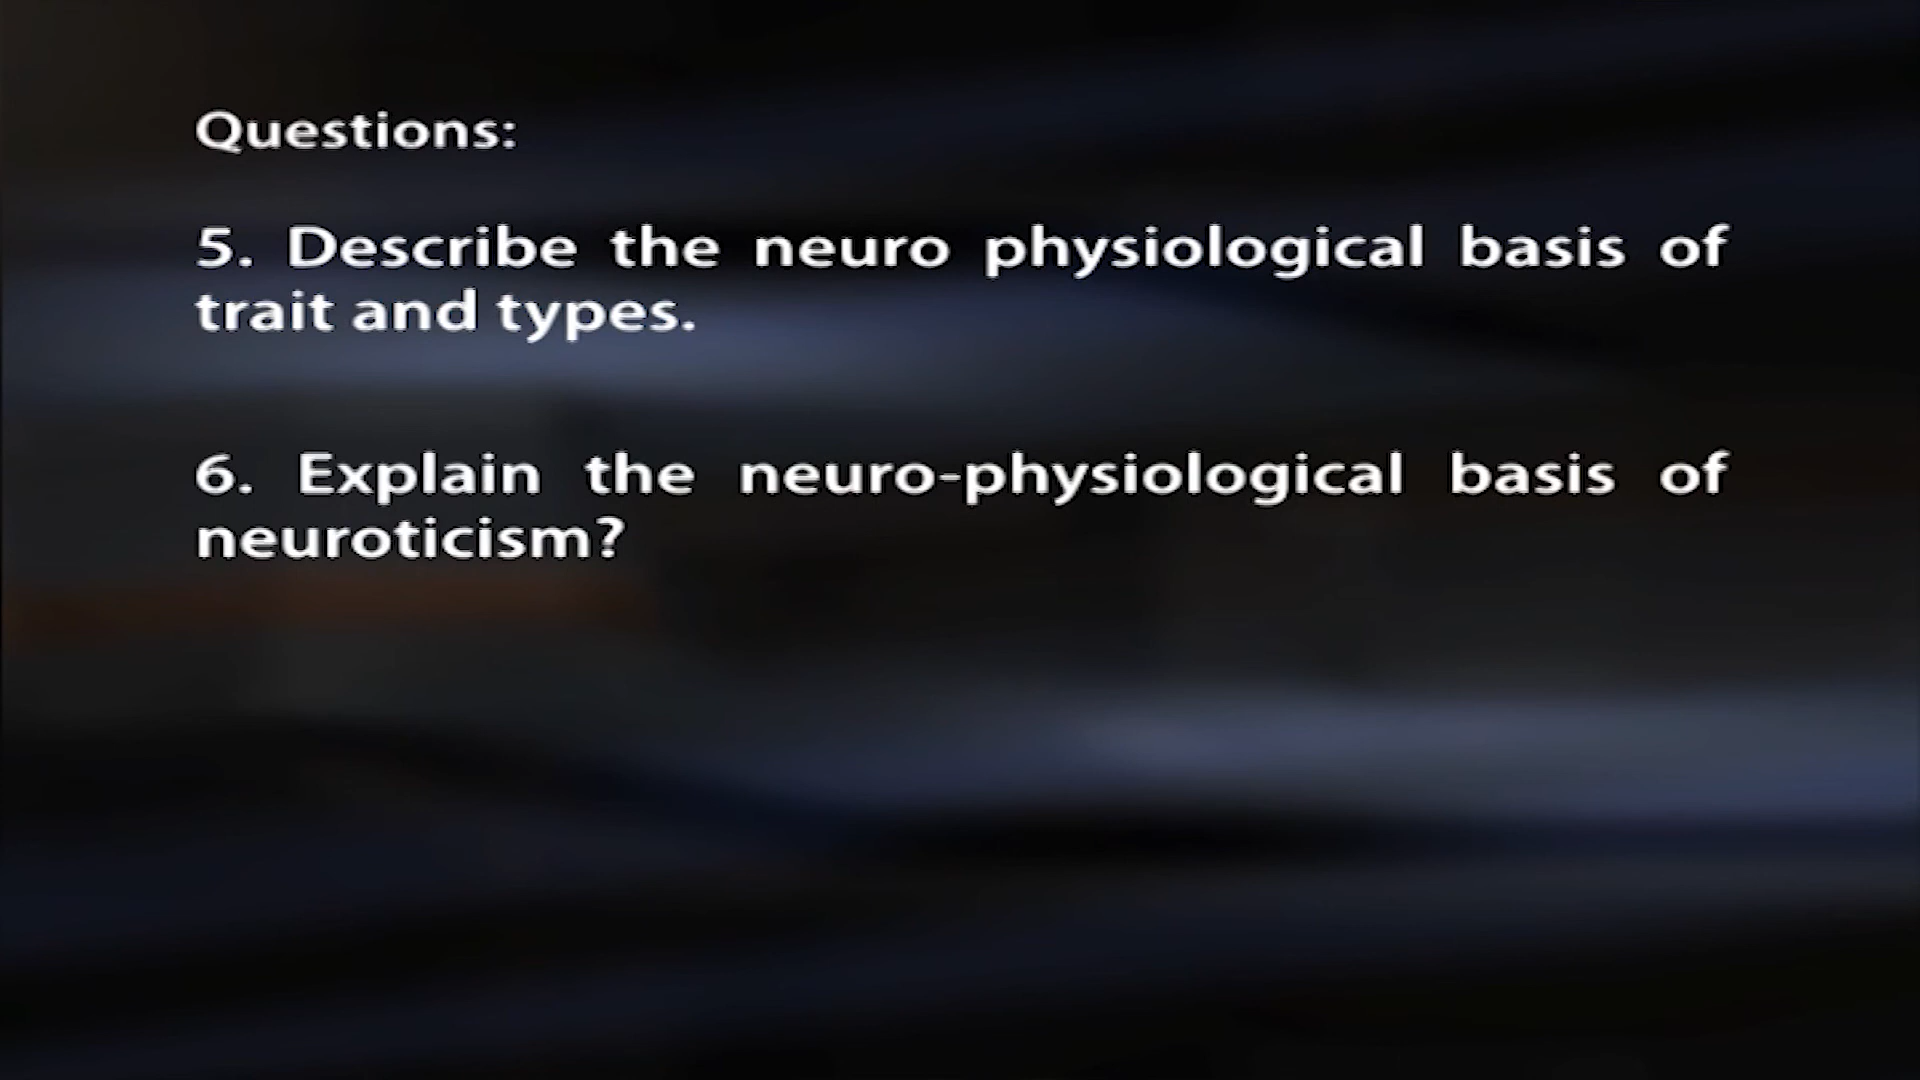 Questions:
5. Describe the neuro physiological basis of
trait and types.
6. Explain the neuro-physiological basis of
neuroticism?